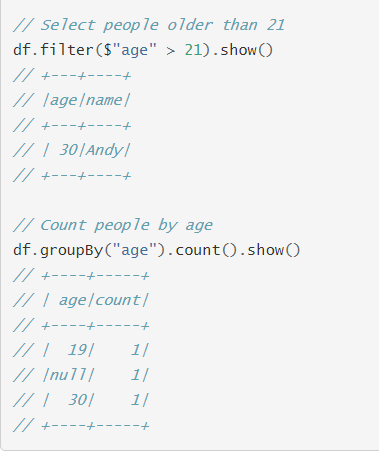 // Select people older than 21
df.filter($"age" > 21).show()
// +---+----+
// |age|name|
// +---+----+
// | 30|Andy|
// +---+----+

// Count people by age
df.groupBy("age").count().show()
// +----+-----+
// | age|count|
// +----+-----+
// |  19|    1|
// |null|    1|
// |  30|    1|
// +----+-----+